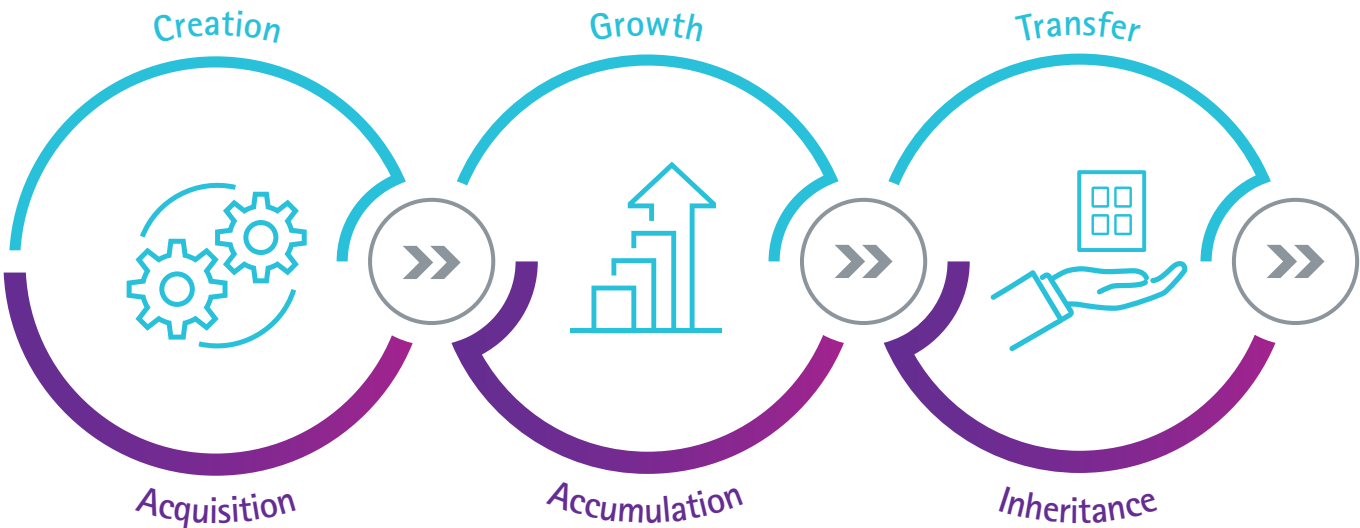 Creation
Growth
Transfer
Acquisition
Accumulation
Inheritance